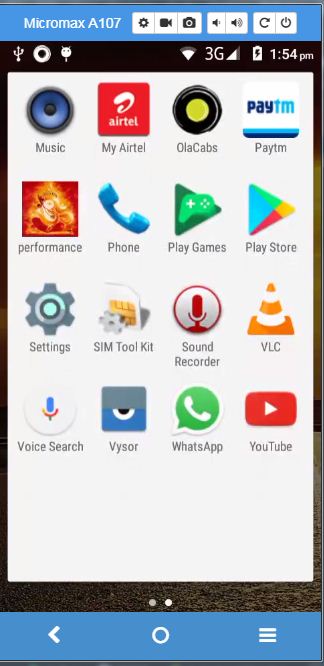 Micromax A107
3G 1:54 pm
airtel
paytm
Music My Airtel OlaCabs Paytm
performance Phone Play Games Play Store
Settings SIM Tool Kit Sound Recorder VLC
Voice Search Vysor WhatsApp YouTube